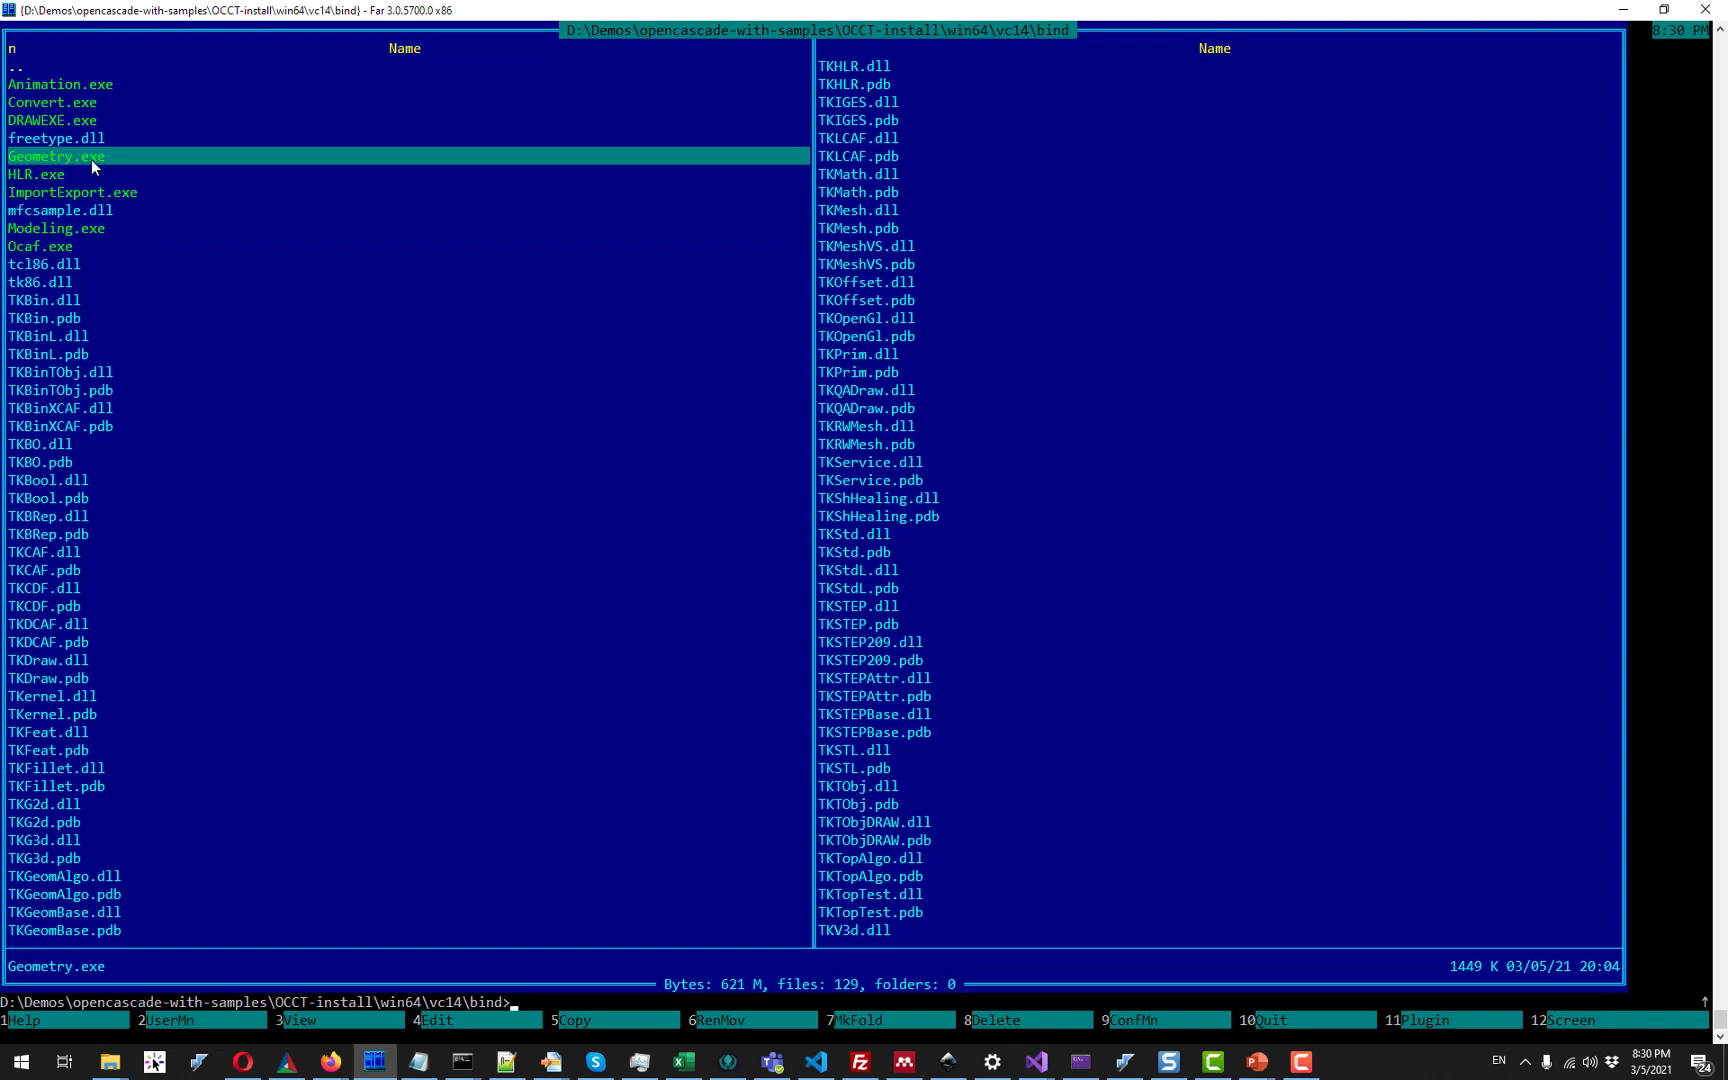 {D:\Demos\opencascade-with-samples\OCCT-install\win64\vc14\bind} - Far 3.0.5700.0 x86
D:\Demos\opencascade-with-samples\OCCT-install\win64\vc14\bind
8:30 PM
n Name
..
Animation.exe
Convert.exe
DRAWEXE.exe
freetype.dll
Geometry.exe
HLR.exe
ImportExport.exe
mfcsample.dll
Modeling.exe
Ocaf.exe
tcl86.dll
tk86.dll
TKBin.dll
TKBin.pdb
TKBinL.dll
TKBinL.pdb
TKBinTObj.dll
TKBinTObj.pdb
TKBinXCAF.dll
TKBinXCAF.pdb
TKBO.dll
TKBO.pdb
TKBool.dll
TKBool.pdb
TKBRep.dll
TKBRep.pdb
TKCAF.dll
TKCAF.pdb
TKCDF.dll
TKCDF.pdb
TKDCAF.dll
TKDCAF.pdb
TKDraw.dll
TKDraw.pdb
TKernel.dll
TKernel.pdb
TKFeat.dll
TKFeat.pdb
TKFillet.dll
TKFillet.pdb
TKG2d.dll
TKG2d.pdb
TKG3d.dll
TKG3d.pdb
TKGeomAlgo.dll
TKGeomAlgo.pdb
TKGeomBase.dll
TKGeomBase.pdb
Name
TKHLR.dll
TKHLR.pdb
TKIGES.dll
TKIGES.pdb
TKLCAF.dll
TKLCAF.pdb
TKMath.dll
TKMath.pdb
TKMesh.dll
TKMesh.pdb
TKMeshVS.dll
TKMeshVS.pdb
TKOffset.dll
TKOffset.pdb
TKOpenGl.dll
TKOpenGl.pdb
TKPrim.dll
TKPrim.pdb
TKQADraw.dll
TKQADraw.pdb
TKRWMesh.dll
TKRWMesh.pdb
TKService.dll
TKService.pdb
TKShHealing.dll
TKShHealing.pdb
TKStd.dll
TKStd.pdb
TKStdL.dll
TKStdL.pdb
TKSTEP.dll
TKSTEP.pdb
TKSTEP209.dll
TKSTEP209.pdb
TKSTEPAttr.dll
TKSTEPAttr.pdb
TKSTEPBase.dll
TKSTEPBase.pdb
TKSTL.dll
TKSTL.pdb
TKTObj.dll
TKTObj.pdb
TKTObjDRAW.dll
TKTObjDRAW.pdb
TKTopAlgo.dll
TKTopAlgo.pdb
TKTopTest.dll
TKTopTest.pdb
TKV3d.dll
Geometry.exe 1449 K 03/05/21 20:04
Bytes: 621 M, files: 129, folders: 0
D:\Demos\opencascade-with-samples\OCCT-install\win64\vc14\bind>
1Help 2UserMn 3View 4Edit 5Copy 6RenMov 7MkFold 8Delete 9ConfMn 10Quit 11Plugin 12Screen
EN 8:30 PM
3/5/2021 24